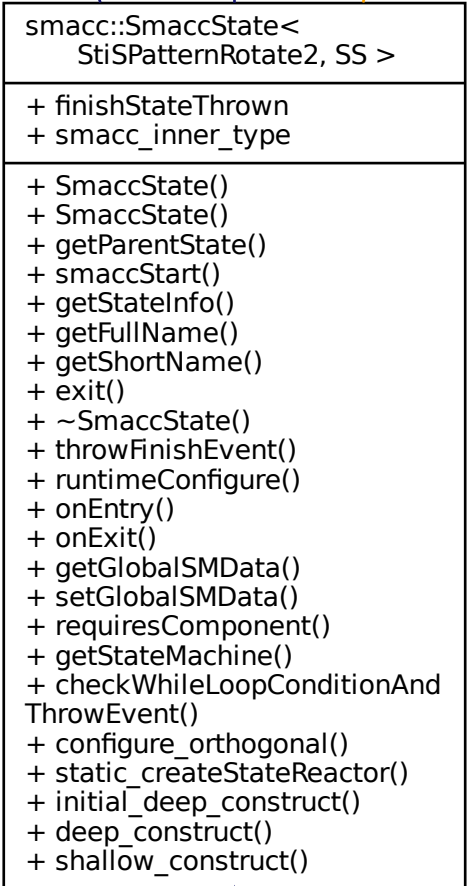 smacc::SmaccState<
StiSPatternRotate2, SS >
+ finishStateThrown
+ smacc_inner_type
+ SmaccState()
+ SmaccState()
+ getParentState()
+ smaccStart()
+ getStateInfo()
+ getFullName()
+ getShortName()
+ exit()
+ ~SmaccState()
+ throwFinishEvent()
+ runtimeConfigure()
+ onEntry()
+ onExit()
+ getGlobalSMData()
+ setGlobalSMData()
+ requiresComponent()
+ getStateMachine()
+ checkWhileLoopConditionAnd
ThrowEvent()
+ configure_orthogonal()
+ static_createStateReactor()
+ initial_deep_construct()
+ deep_construct()
+ shallow_construct()